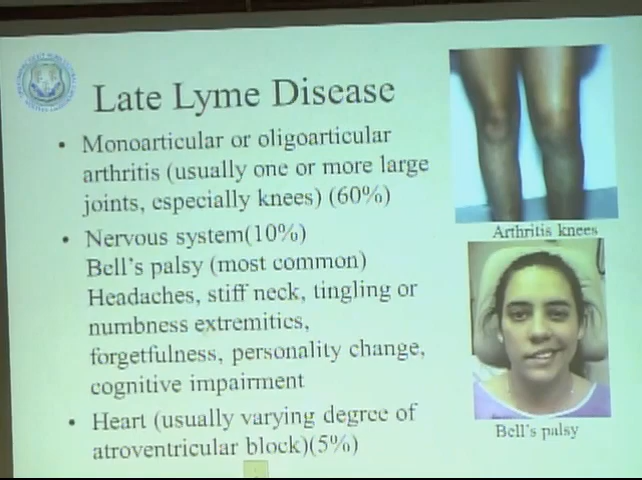 Late Lyme Disease
• Monoarticular or oligoarticular
arthritis (usually one or more large
joints, especially knees) (60%)
• Nervous system(10%)
Bell's palsy (most common)
Headaches, stiff neck, tingling or
numbness extremitics,
forgetfulness, personality change,
cognitive impairment
• Heart (usually varying degree of
atroventricular block)(5%)
Arthritis knees
Bell's palsy